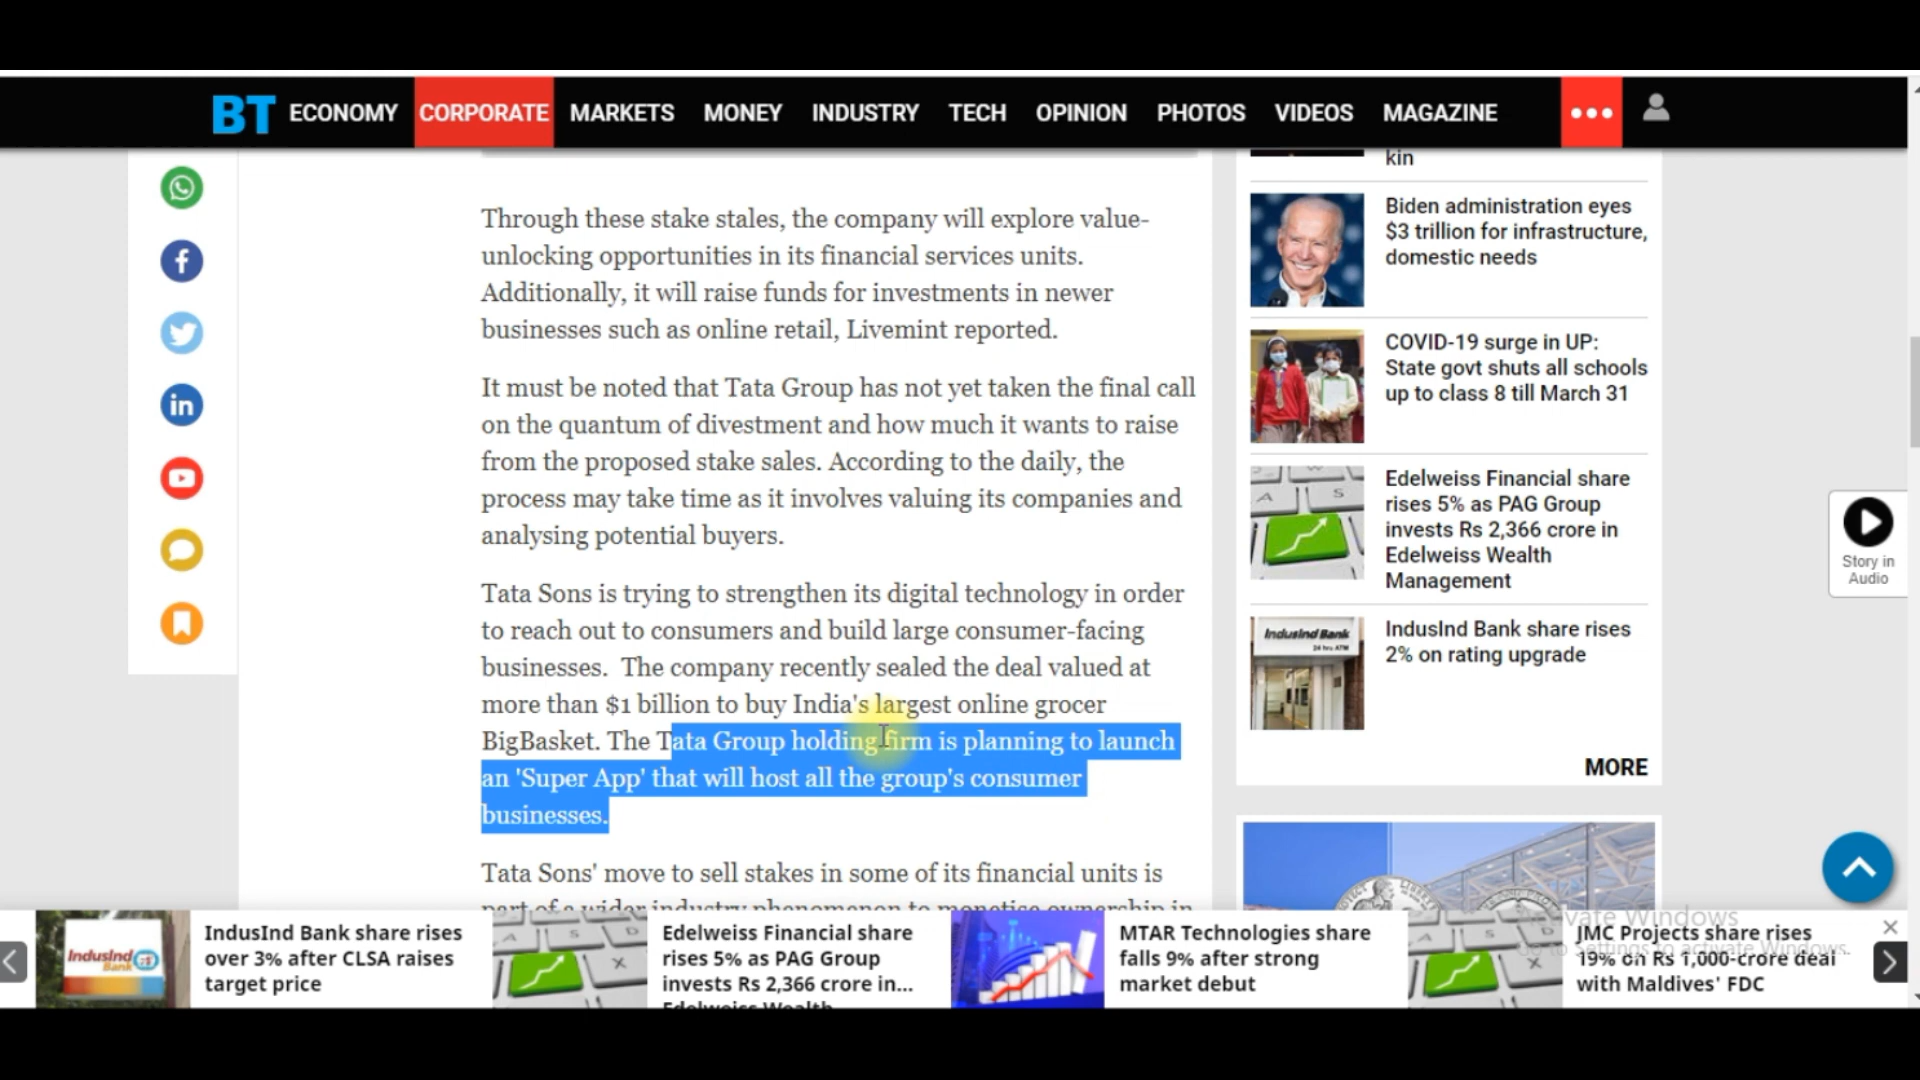 BT ECONOMY CORPORATE MARKETS MONEY INDUSTRY TECH OPINION PHOTOS VIDEOS MAGAZINE
Through these stake stales, the company will explore value-
unlocking opportunities in its financial services units.
Additionally, it will raise funds for investments in newer
businesses such as online retail, Livemint reported.
It must be noted that Tata Group has not yet taken the final call
on the quantum of divestment and how much it wants to raise
from the proposed stake sales. According to the daily, the
process may take time as it involves valuing its companies and
analysing potential buyers.
Tata Sons is trying to strengthen its digital technology in order
to reach out to consumers and build large consumer-facing
businesses. The company recently sealed the deal valued at
more than $1 billion to buy India's largest online grocer
BigBasket. The Tata Group holding firm is planning to launch
an 'Super App' that will host all the group's consumer
businesses.
Tata Sons' move to sell stakes in some of its financial units is
part of a wider industry phenomenon to monetise ownership in
kin
Biden administration eyes
$3 trillion for infrastructure,
domestic needs
COVID-19 surge in UP:
State govt shuts all schools
up to class 8 till March 31
Edelweiss Financial share
rises 5% as PAG Group
invests Rs 2,366 crore in
Edelweiss Wealth
Management
IndusInd Bank
24 hrs ATM
IndusInd Bank share rises
2% on rating upgrade
MORE
Story in
Audio
Activate Windows
Go to Settings to activate Windows.
IndusInd
Bank
IndusInd Bank share rises
over 3% after CLSA raises
target price
Edelweiss Financial share
rises 5% as PAG Group
invests Rs 2,366 crore in...
Edelweiss Wealth
MTAR Technologies share
falls 9% after strong
market debut
JMC Projects share rises
19% on Rs 1,000-crore deal
with Maldives' FDC